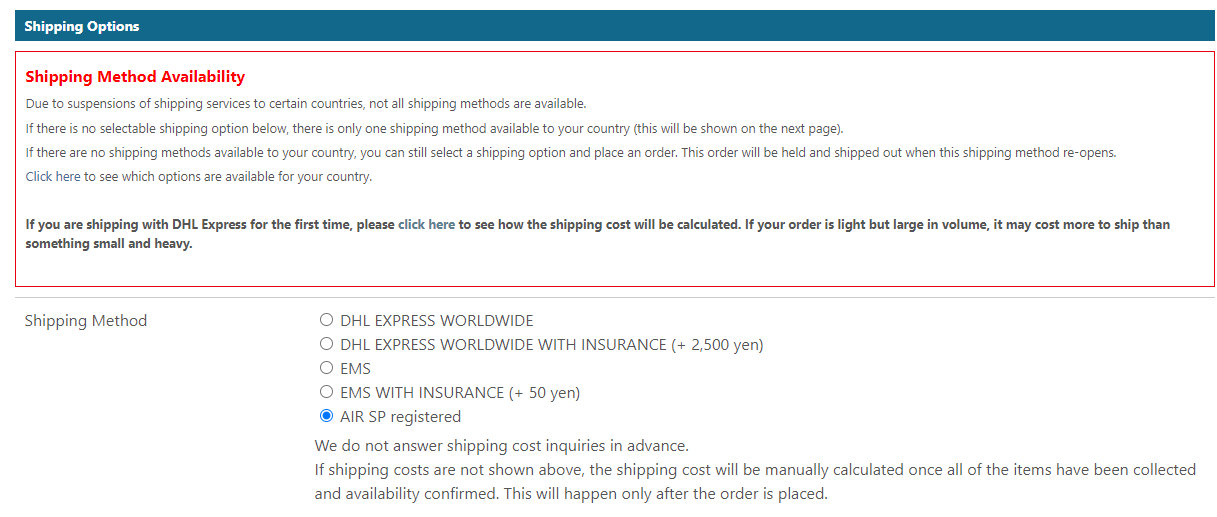 Shipping Options
Shipping Method Availability
Due to suspensions of shipping services to certain countries, not all shipping methods are available.
If there is no selectable shipping option below, there is only one shipping method available to your country (this will be shown on the next page).
If there are no shipping methods available to your country, you can still select a shipping option and place an order. This order will be held and shipped out when this shipping method re-opens.
Click here to see which options are available for your country.
If you are shipping with DHL Express for the first time, please click here to see how the shipping cost will be calculated. If your order is light but large in volume, it may cost more to ship than
something small and heavy.
Shipping Method
DHL EXPRESS WORLDWIDE
DHL EXPRESS WORLDWIDE WITH INSURANCE (+ 2,500 yen)
EMS
EMS WITH INSURANCE (+ 50 yen)
AIR SP registered
We do not answer shipping cost inquiries in advance.
If shipping costs are not shown above, the shipping cost will be manually calculated once all of the items have been collected
and availability confirmed. This will happen only after the order is placed.